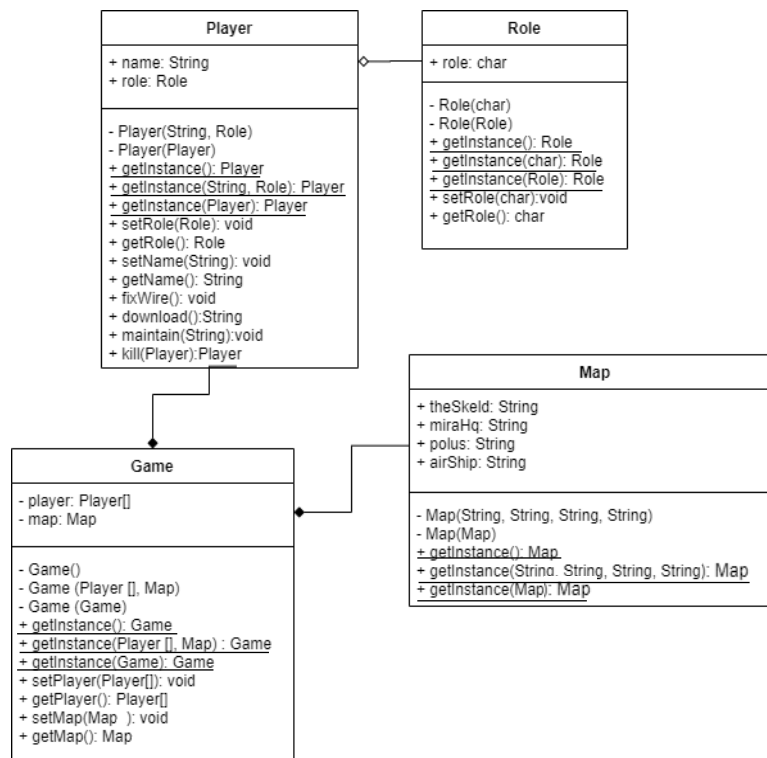 Player
+ name: String
+ role: Role
- Player(String, Role)
- Player(Player)
+ getInstance(): Player
+ getInstance(String, Role): Player
+ getInstance(Player): Player
+ setRole(Role): void
+ getRole(): Role
+ setName(String): void
+ getName(): String
+ fixWire(): void
+ download():String
+ maintain(String):void
+ kill(Player):Player
Role
+ role: char
- Role(char)
- Role(Role)
+ getInstance(): Role
+ getInstance(char): Role
+ getInstance(Role): Role
+ setRole(char):void
+ getRole(): char
Map
+ theSkeld: String
+ miraHq: String
+ polus: String
+ airShip: String
- Map(String, String, String, String)
- Map(Map)
+ getInstance(): Map
+ getInstance(String, String, String, String): Map
+ getInstance(Map): Map
Game
- player: Player[]
- map: Map
- Game()
- Game (Player [], Map)
- Game (Game)
+ getInstance(): Game
+ getInstance(Player [], Map) : Game
+ getInstance(Game): Game
+ setPlayer(Player[]): void
+ getPlayer(): Player[]
+ setMap(Map ): void
+ getMap(): Map